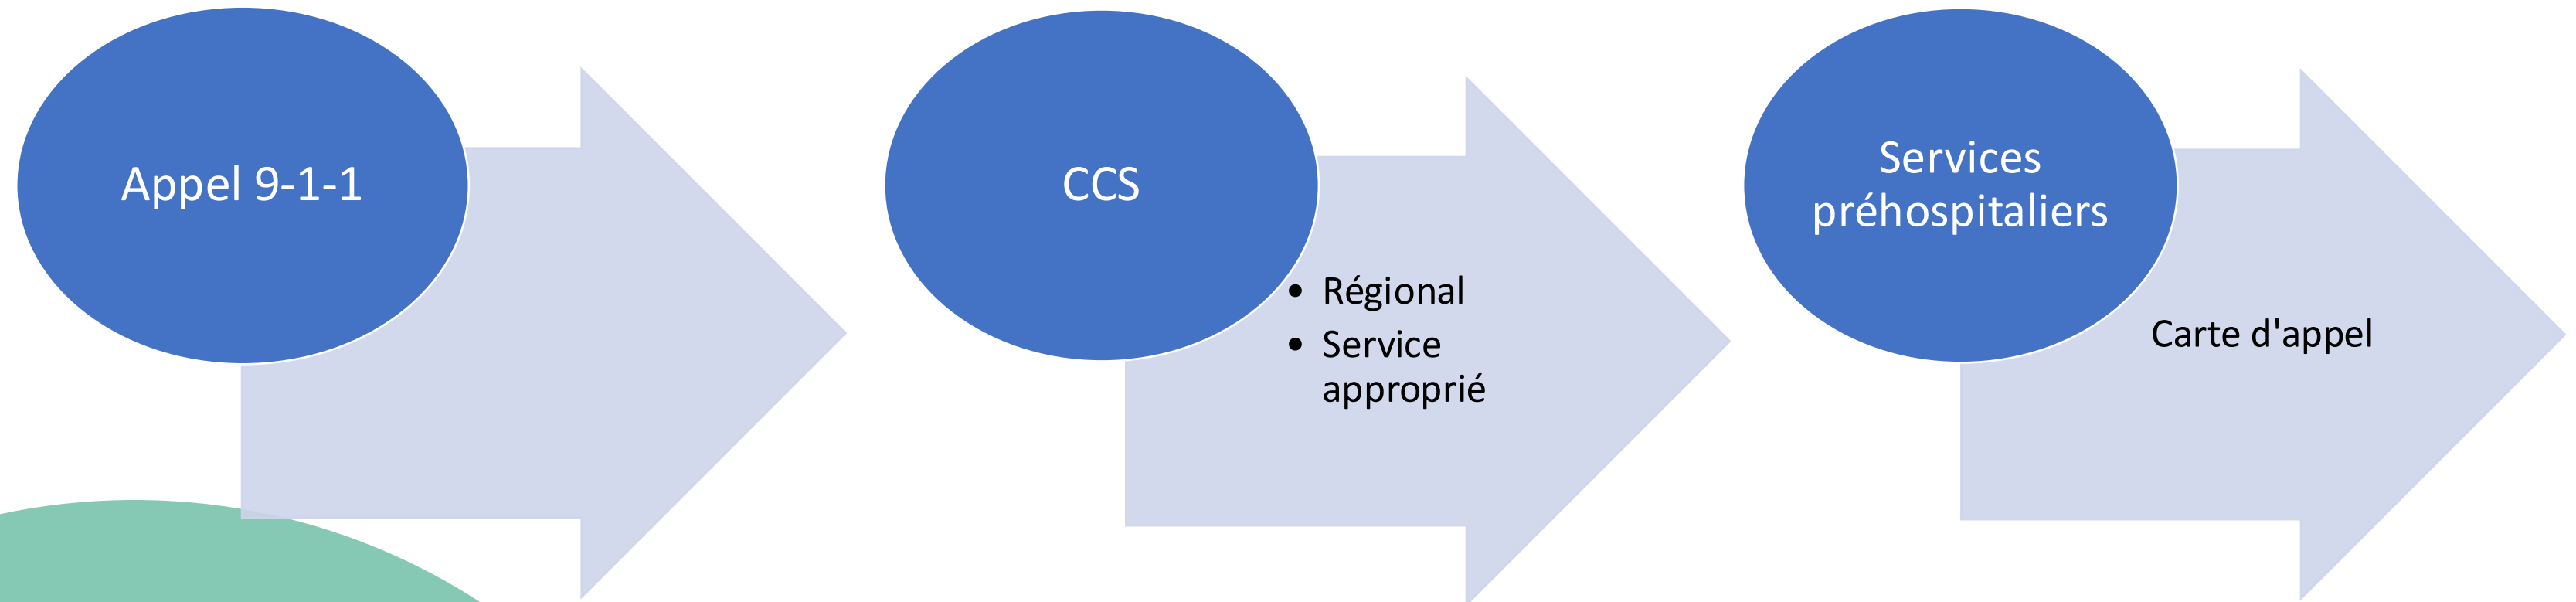 Appel 9-1-1
CCS
• Régional
• Service
approprié
Services
préhospitaliers
Carte d'appel